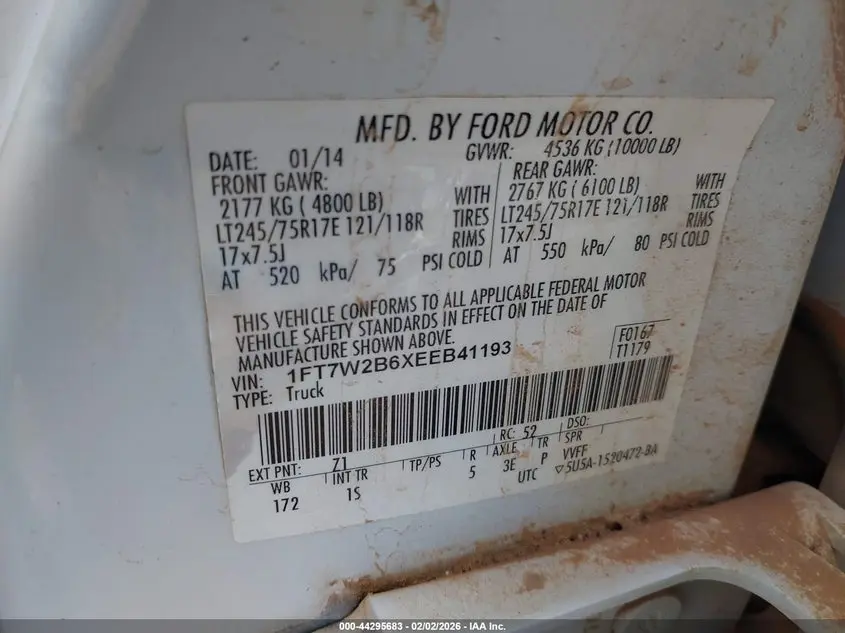 MFD. BY FORD MOTOR CO.
DATE: 01/14 GVWR: 4536 KG (10000 LB)
FRONT GAWR: REAR GAWR:
2177 KG ( 4800 LB) WITH 2767 KG ( 6100 LB) WITH
LT245/75R17E 121/118R TIRES LT245/75R17E 121/118R TIRES
17x7.5J RIMS 17x7.5J RIMS
AT 520 kPa/ 75 PSI COLD AT 550 kPa/ 80 PSI COLD
THIS VEHICLE CONFORMS TO ALL APPLICABLE FEDERAL MOTOR
VEHICLE SAFETY STANDARDS IN EFFECT ON THE DATE OF
MANUFACTURE SHOWN ABOVE.
VIN: 1FT7W2B6XEEB41193 F0167
TYPE: Truck T1179
RC: 52 DSO:
EXT PNT: Z1 TP/PS R AXLE TR SPR
WB INT TR 5 3E P VVFF
172 1S UTC ▽5U5A-1520472-BA
000-44295683 - 02/02/2026 - IAA Inc.